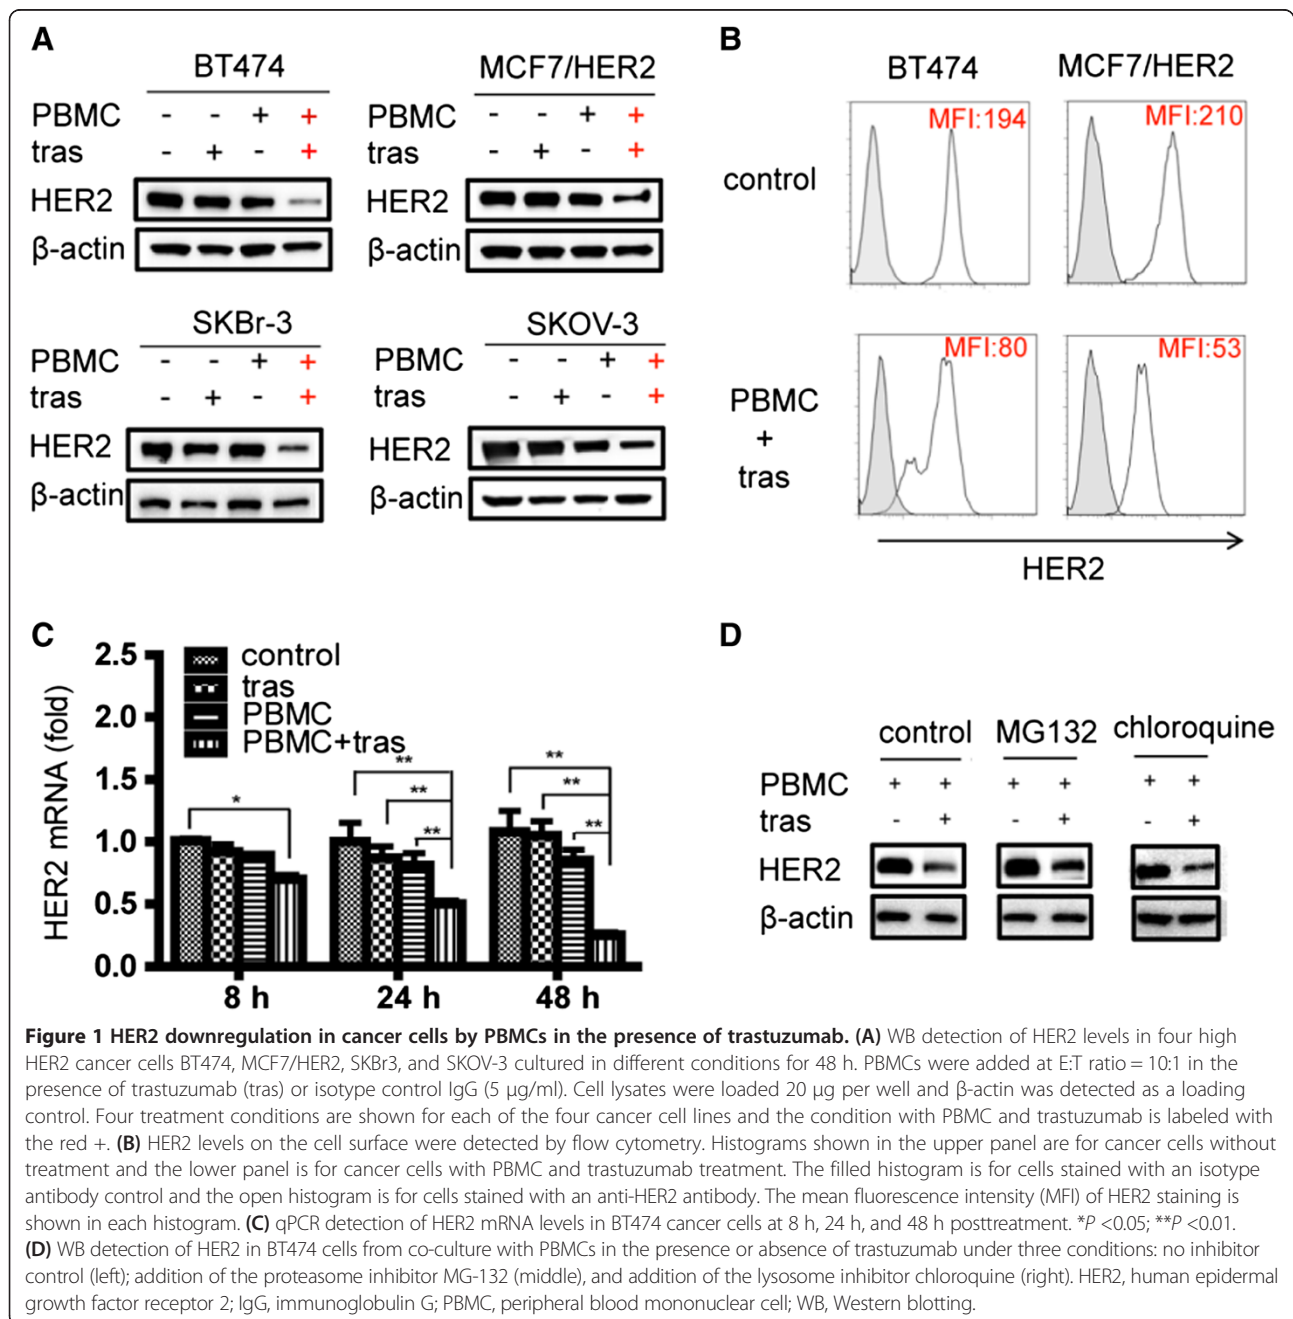 A
BT474
PBMC - - + +
tras - + - +
HER2
β-actin
MCF7/HER2
PBMC - - + +
tras - + - +
HER2
β-actin
SKBr-3
PBMC - - + +
tras - + - +
HER2
β-actin
SKOV-3
PBMC - - + +
tras - + - +
HER2
β-actin
B
BT474 MCF7/HER2
control
MFI:194
MFI:210
PBMC
+
tras
MFI:80
MFI:53
HER2
C
HER2 mRNA (fold)
2.5
2.0
1.5
1.0
0.5
0.0
control
tras
PBMC
PBMC+tras
*
**
**
**
**
**
**
8 h 24 h 48 h
D
control MG132 chloroquine
PBMC + + + + + +
tras - + - + - +
HER2
β-actin
Figure 1 HER2 downregulation in cancer cells by PBMCs in the presence of trastuzumab. (A) WB detection of HER2 levels in four high
HER2 cancer cells BT474, MCF7/HER2, SKBr3, and SKOV-3 cultured in different conditions for 48 h. PBMCs were added at E:T ratio = 10:1 in the
presence of trastuzumab (tras) or isotype control IgG (5 μg/ml). Cell lysates were loaded 20 μg per well and β-actin was detected as a loading
control. Four treatment conditions are shown for each of the four cancer cell lines and the condition with PBMC and trastuzumab is labeled with
the red +. (B) HER2 levels on the cell surface were detected by flow cytometry. Histograms shown in the upper panel are for cancer cells without
treatment and the lower panel is for cancer cells with PBMC and trastuzumab treatment. The filled histogram is for cells stained with an isotype
antibody control and the open histogram is for cells stained with an anti-HER2 antibody. The mean fluorescence intensity (MFI) of HER2 staining is
shown in each histogram. (C) qPCR detection of HER2 mRNA levels in BT474 cancer cells at 8 h, 24 h, and 48 h posttreatment. *P <0.05; **P <0.01.
(D) WB detection of HER2 in BT474 cells from co-culture with PBMCs in the presence or absence of trastuzumab under three conditions: no inhibitor
control (left); addition of the proteasome inhibitor MG-132 (middle), and addition of the lysosome inhibitor chloroquine (right). HER2, human epidermal
growth factor receptor 2; IgG, immunoglobulin G; PBMC, peripheral blood mononuclear cell; WB, Western blotting.